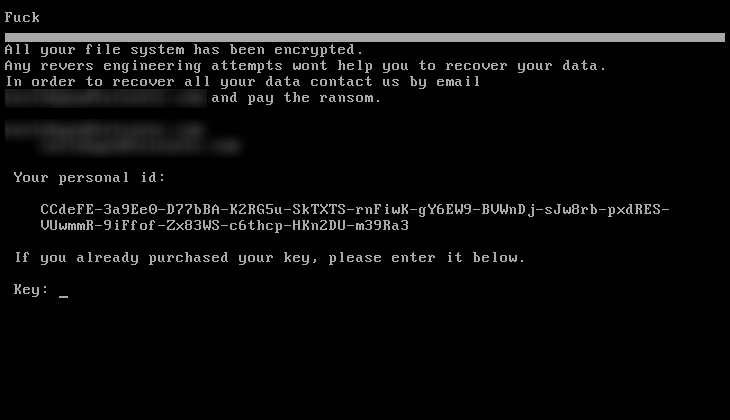 Fuck
All your file system has been encrypted.
Any revers engineering attempts wont help you to recover your data.
In order to recover all your data contact us by email
and pay the ransom.
Your personal id:
CCdeFE-3a9Ee0-D77bBA-K2RG5u-SkTXTS-rnFiwK-gY6EW9-BVWnDj-sJw8rb-pxdRES-
VUwmmR-9iFfof-Zx83WS-c6thcp-HKn2DU-m39Ra3
If you already purchased your key, please enter it below.
Key: _